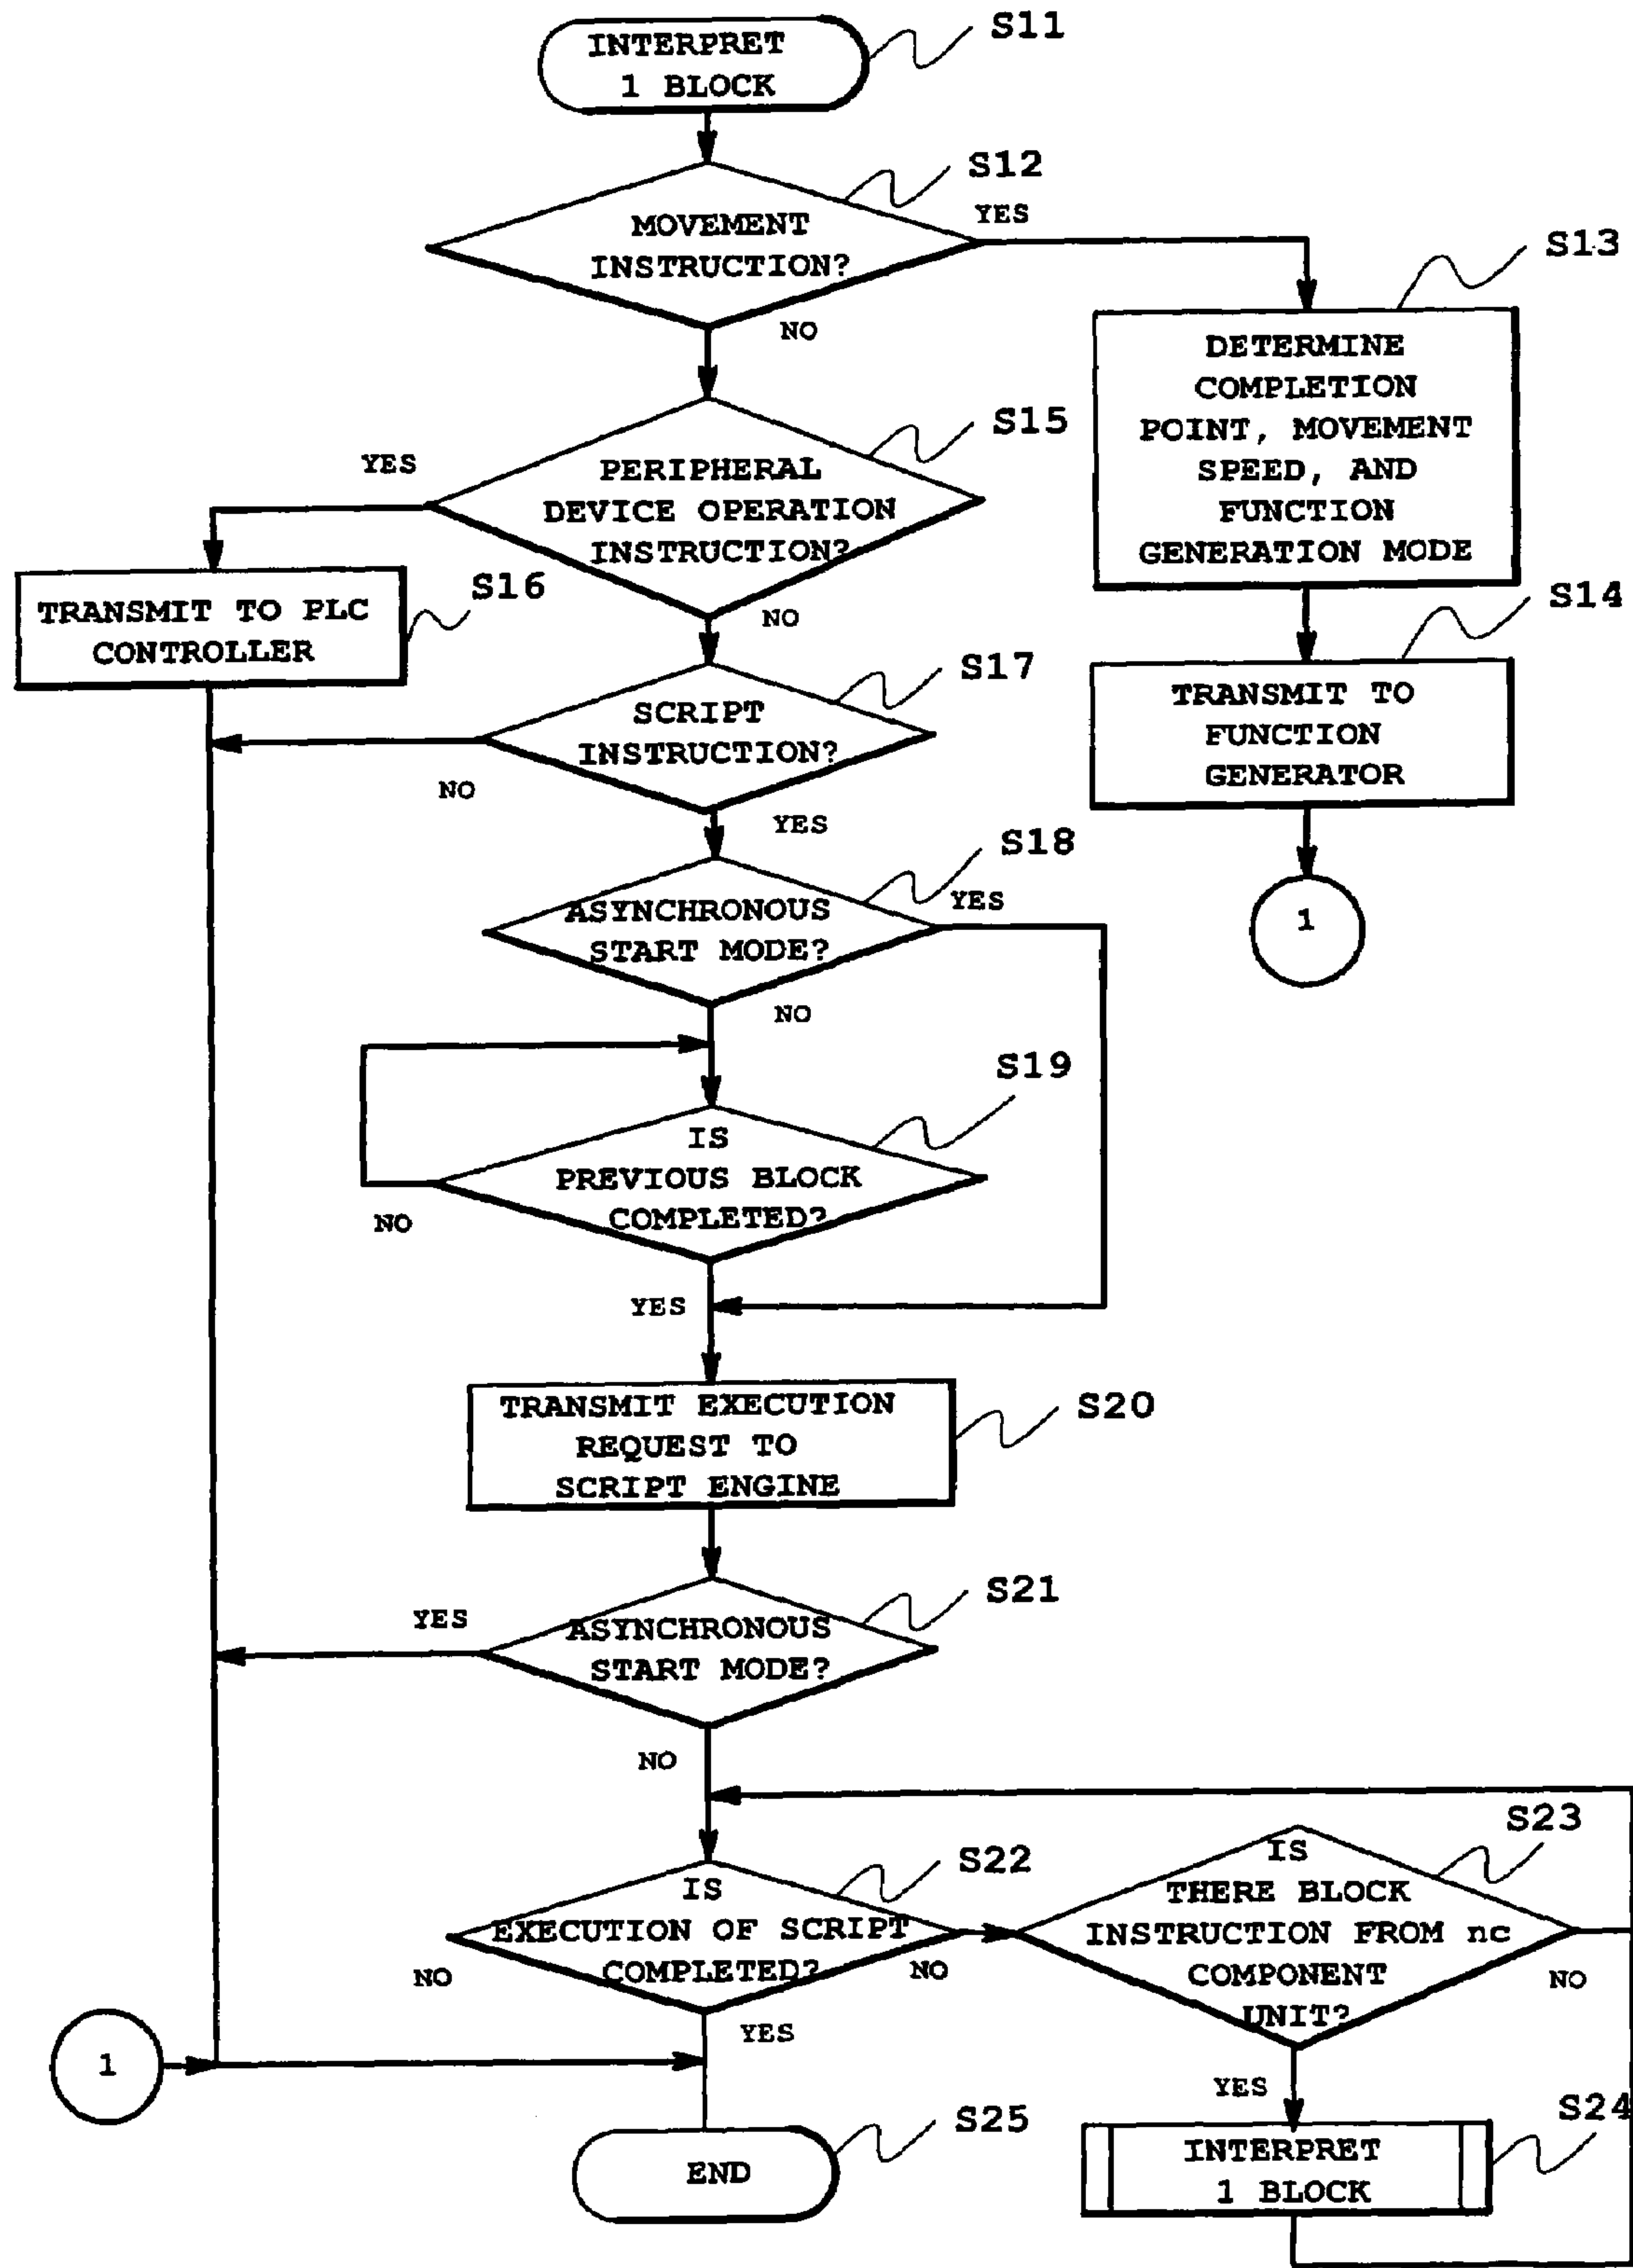 S11
INTERPRET
1 BLOCK
S12
MOVEMENT
INSTRUCTION?
YES
NO
S13
DETERMINE
COMPLETION
POINT, MOVEMENT
SPEED, AND
FUNCTION
GENERATION MODE
S14
TRANSMIT TO
FUNCTION
GENERATOR
1
S15
PERIPHERAL
DEVICE OPERATION
INSTRUCTION?
YES
NO
S16
TRANSMIT TO PLC
CONTROLLER
S17
SCRIPT
INSTRUCTION?
NO
YES
S18
ASYNCHRONOUS
START MODE?
YES
NO
S19
IS
PREVIOUS BLOCK
COMPLETED?
NO
YES
S20
TRANSMIT EXECUTION
REQUEST TO
SCRIPT ENGINE
S21
ASYNCHRONOUS
START MODE?
YES
NO
S22
IS
EXECUTION OF SCRIPT
COMPLETED?
NO
NO
YES
S23
IS
THERE BLOCK
INSTRUCTION FROM nc
COMPONENT
UNIT?
NO
YES
S24
INTERPRET
1 BLOCK
1
S25
END